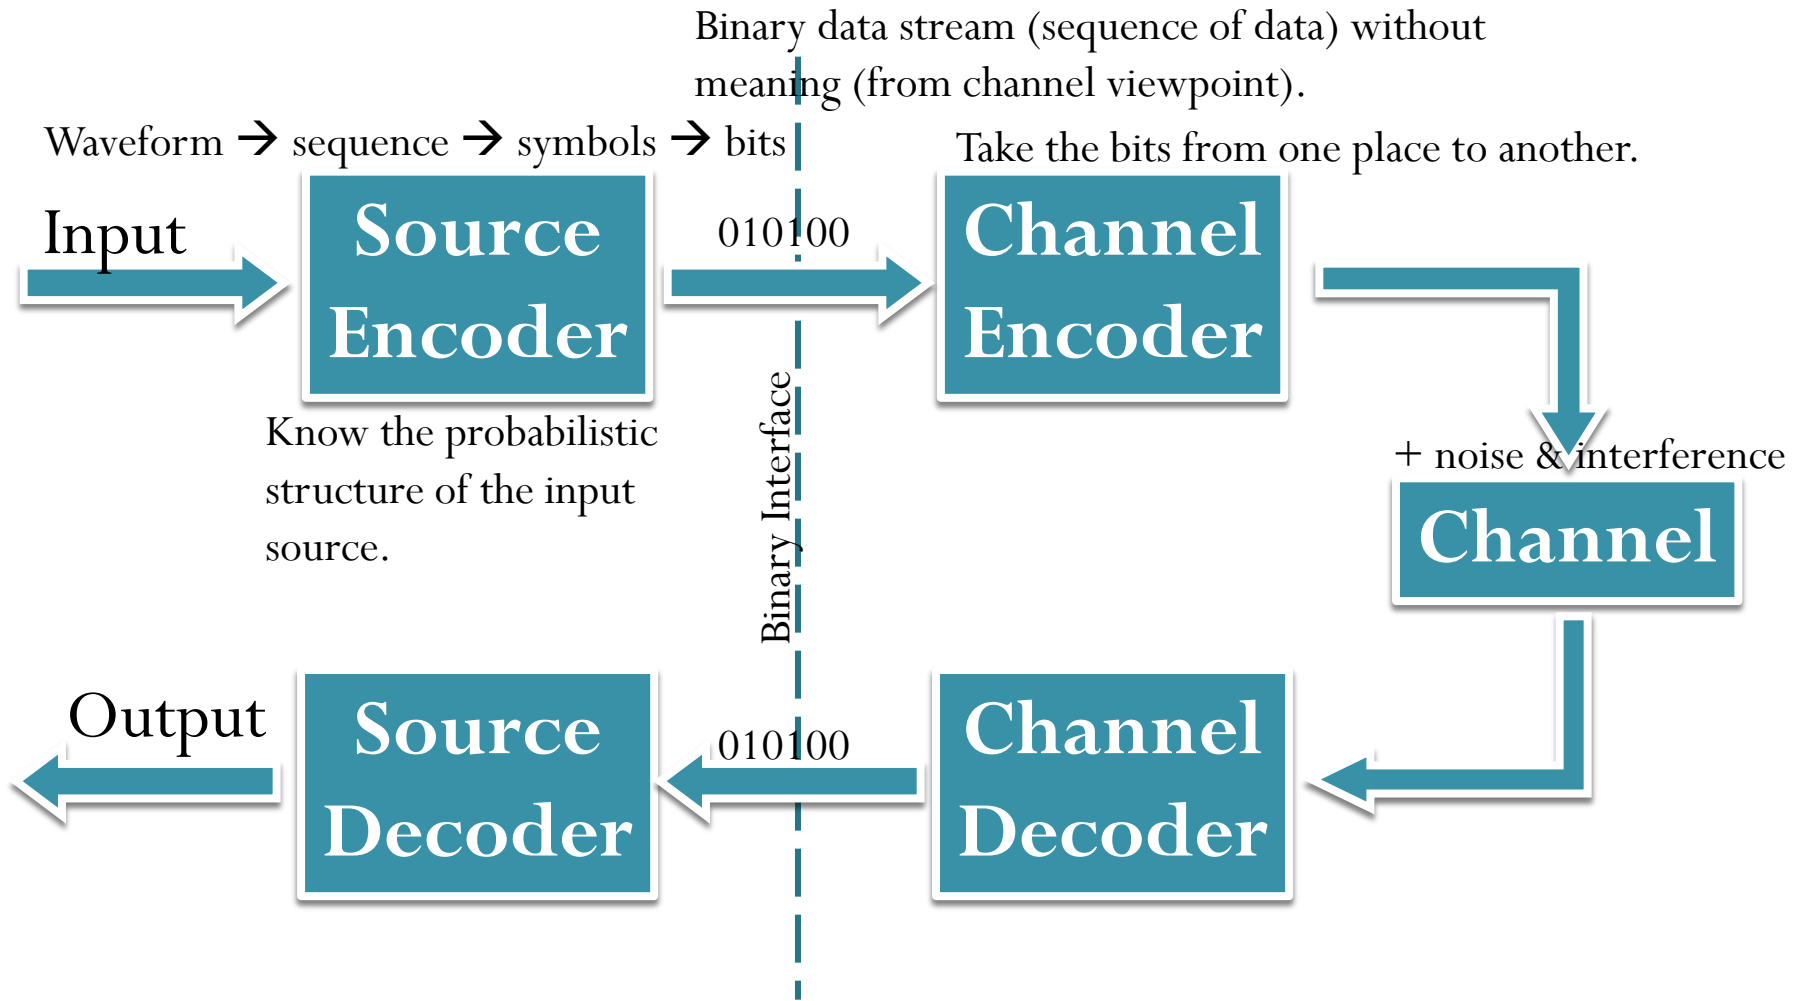 Binary data stream (sequence of data) without
meaning (from channel viewpoint).
Waveform → sequence → symbols → bits
Take the bits from one place to another.
Input
Source
Encoder
010100
Channel
Encoder
Know the probabilistic
structure of the input
source.
Binary Interface
+ noise & interference
Channel
Output
Source
Decoder
010100
Channel
Decoder